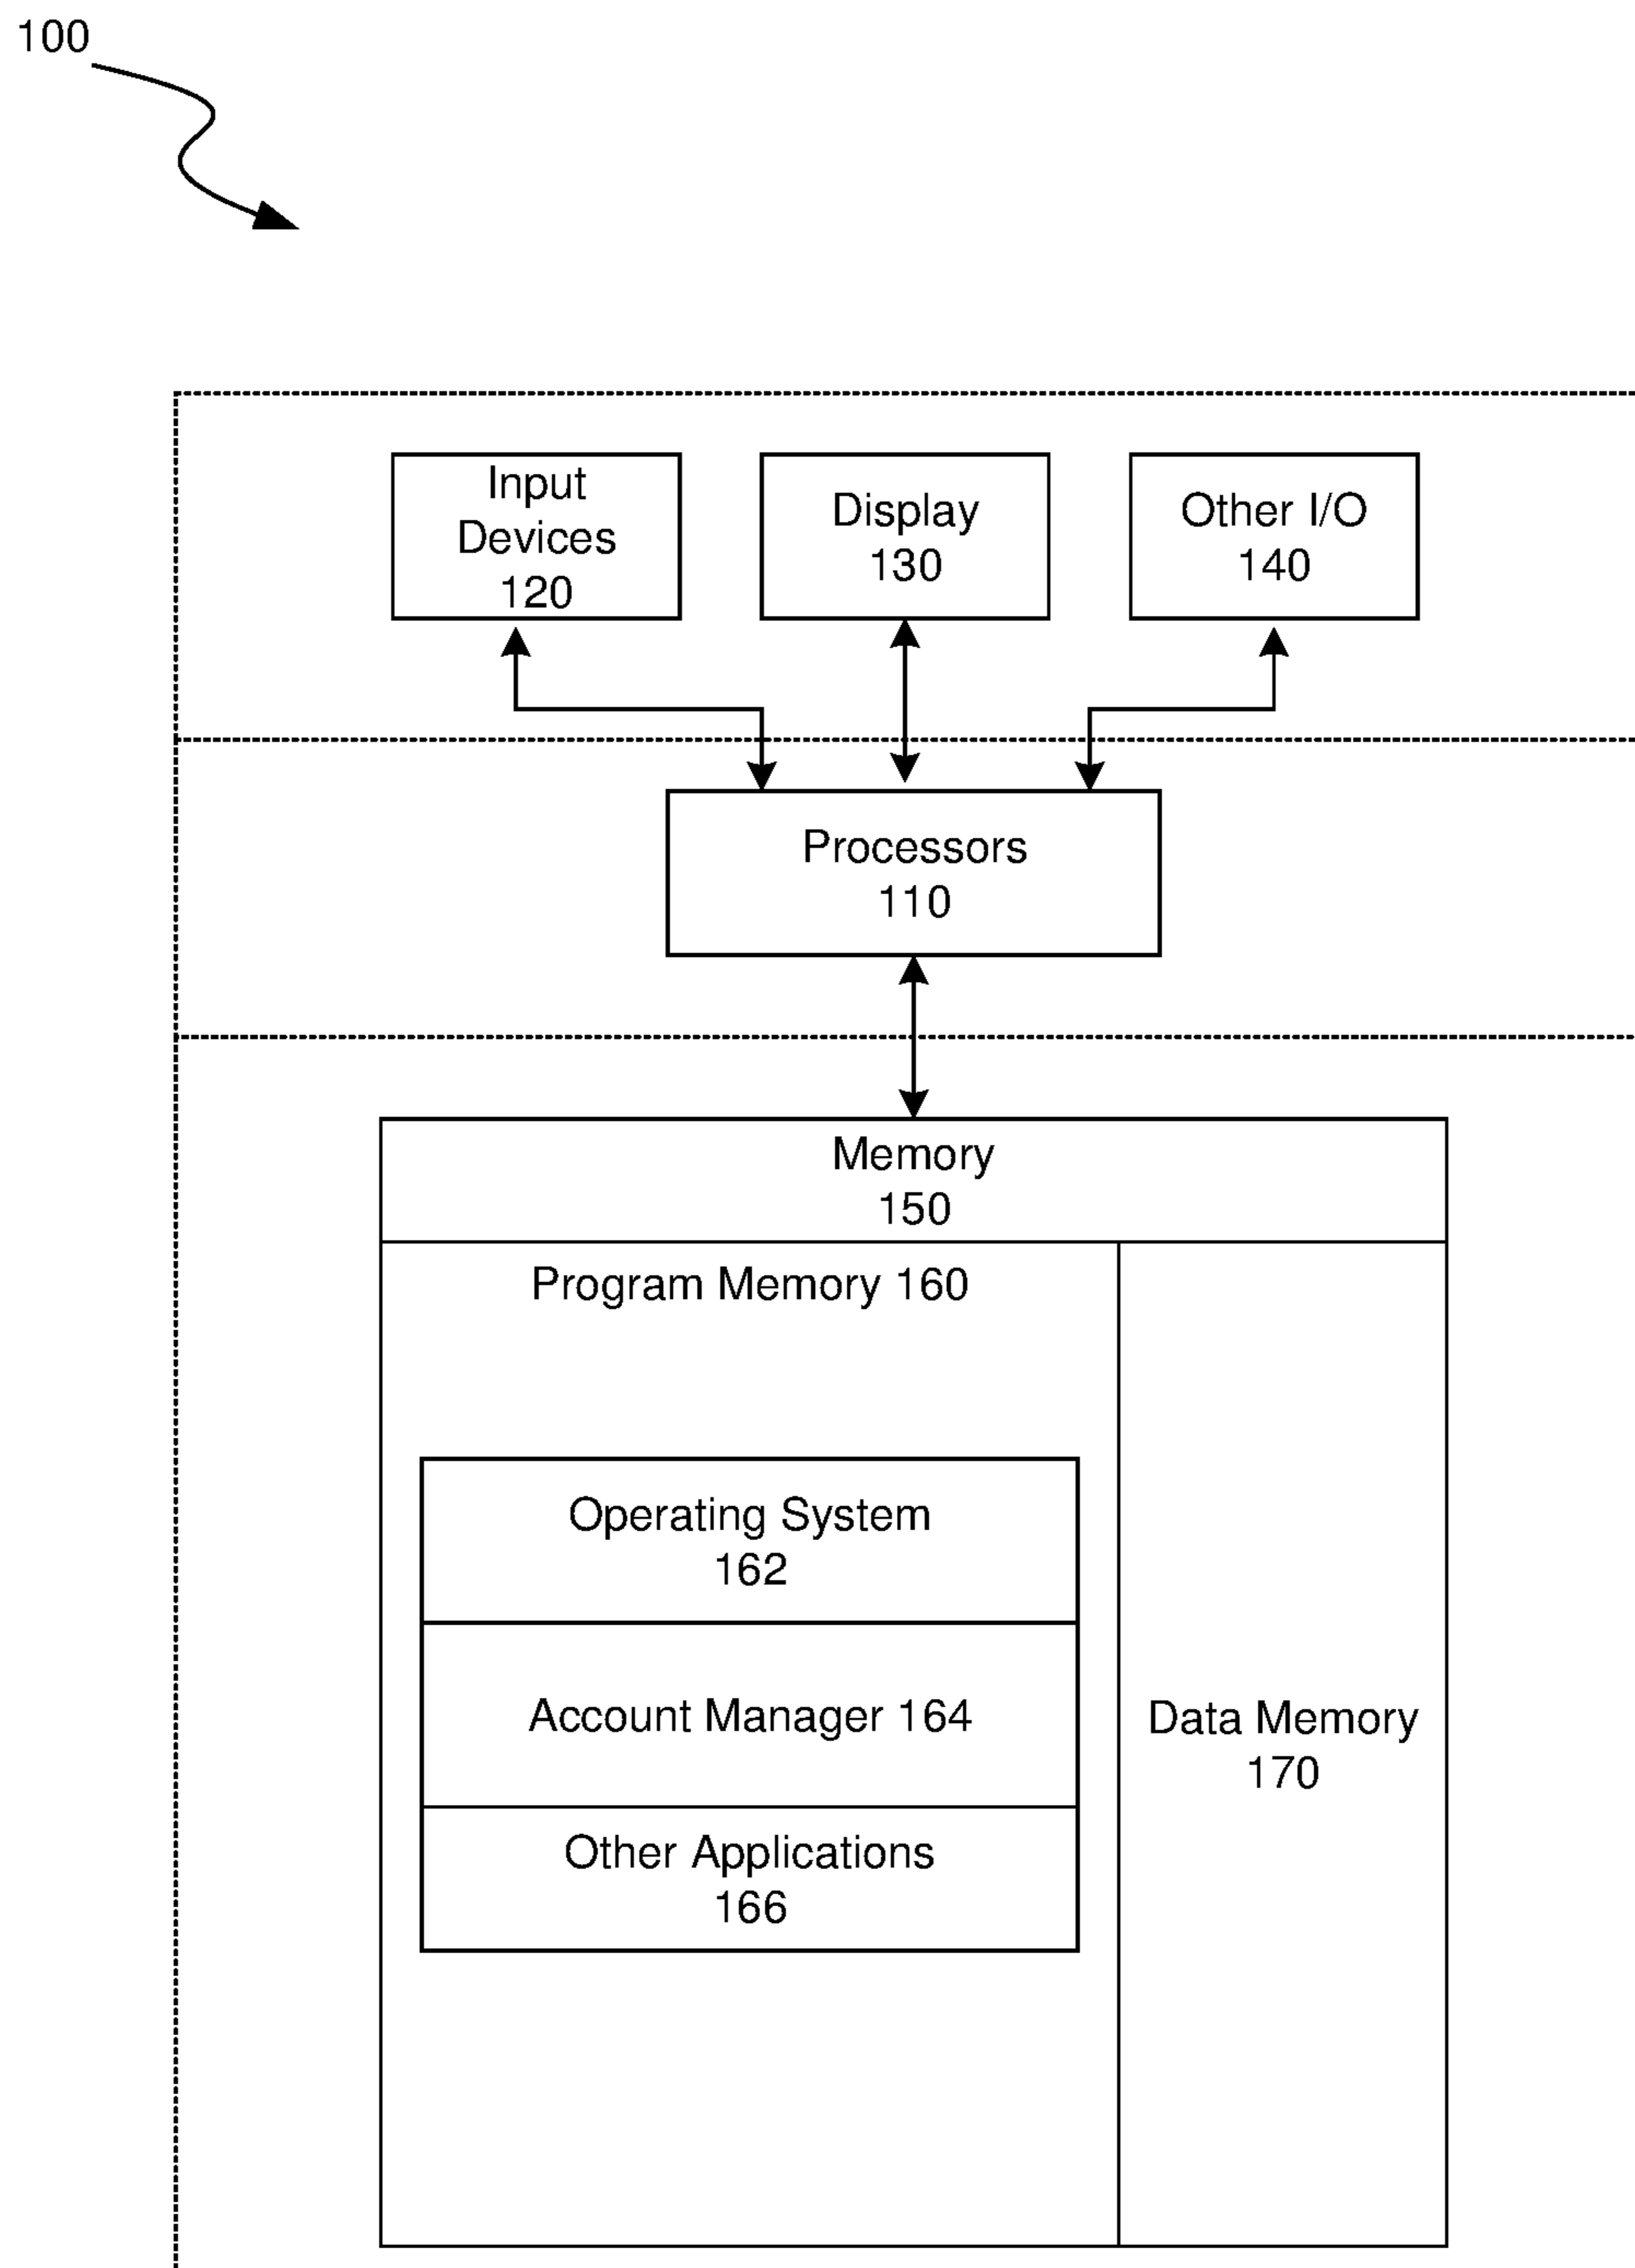 100
Input
Devices
120
Display
130
Other I/O
140
Processors
110
Memory
150
Program Memory 160
Operating System
162
Account Manager 164
Other Applications
166
Data Memory
170